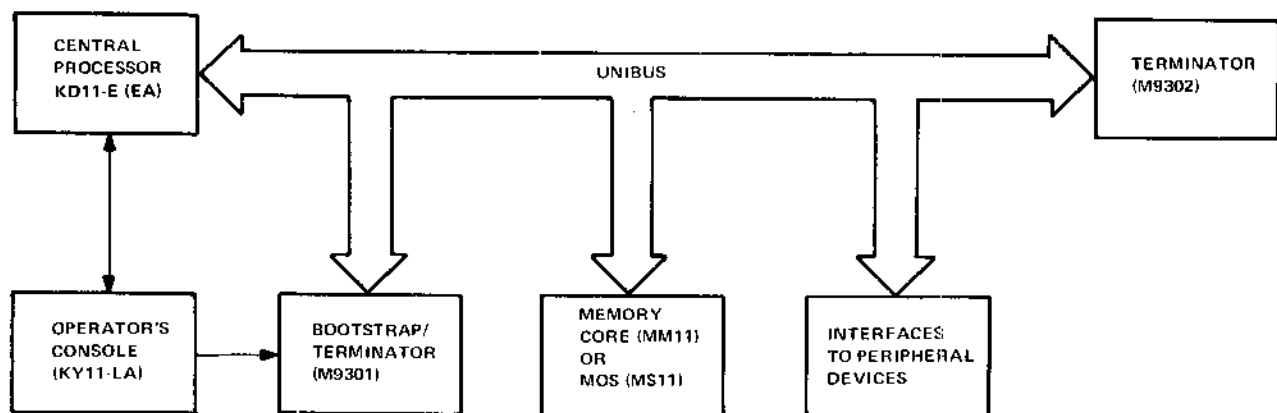 CENTRAL
PROCESSOR
KD11-E (EA)
UNIBUS
TERMINATOR
(M9302)
OPERATOR'S
CONSOLE
(KY11-LA)
BOOTSTRAP/
TERMINATOR
(M9301)
MEMORY
CORE (MM11)
OR
MOS (MS11)
INTERFACES
TO PERIPHERAL
DEVICES